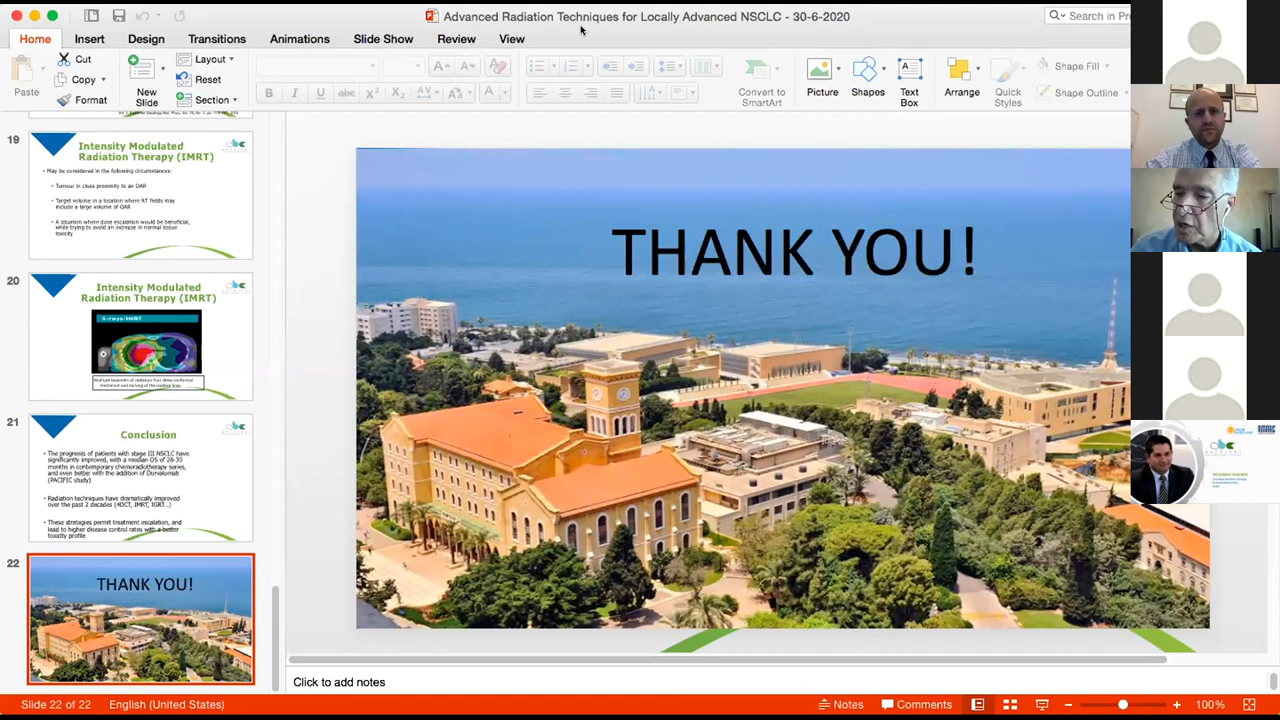 Advanced Radiation Techniques for Locally Advanced NSCLC - 30-6-2020
Search in Pr
Home
Insert
Design
Transitions
Animations
Slide Show
Review
View
Paste
Cut
Copy
Format
New
Slide
Layout
Reset
Section
B I U abc X² X₂ AV Aa A
Convert to
SmartArt
Picture
Shapes
Text
Box
Arrange
Quick
Styles
Shape Fill
Shape Outline
19
Intensity Modulated
Radiation Therapy (IMRT)
• May be considered in the following circumstances:
• Tumour in close proximity to an OAR
• Target volume in a location where RT fields may
include a large volume of OAR
• A situation where dose escalation would be beneficial,
while trying to avoid an increase in normal tissue
toxicity
20
Intensity Modulated
Radiation Therapy (IMRT)
X-rays/IMRT
21
Conclusion
• The prognosis of patients with stage III NSCLC have
significantly improved, with a median OS of 28-30
months in contemporary chemoradiotherapy series,
and even better with the addition of Durvalumab
(PACIFIC study)
• Radiation techniques have dramatically improved
over the past 2 decades (4DCT, IMRT, IGRT...)
• These strategies permit treatment escalation, and
lead to higher disease control rates with a better
toxicity profile
22
THANK YOU!
THANK YOU!
Click to add notes
Slide 22 of 22
English (United States)
Notes
Comments
100%